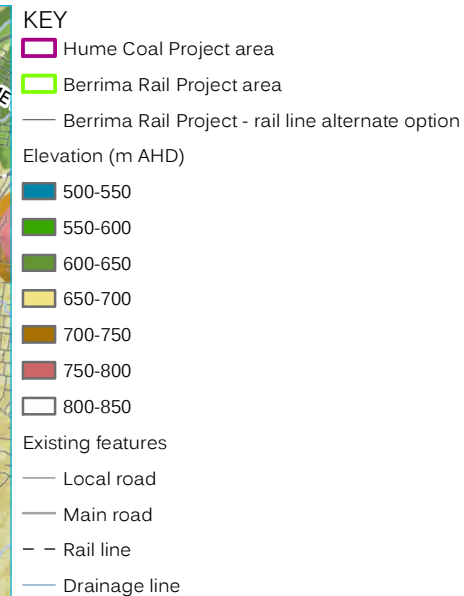 KEY
Hume Coal Project area
Berrima Rail Project area
Berrima Rail Project - rail line alternate option
Elevation (m AHD)
500-550
550-600
600-650
650-700
700-750
750-800
800-850
Existing features
Local road
Main road
Rail line
Drainage line